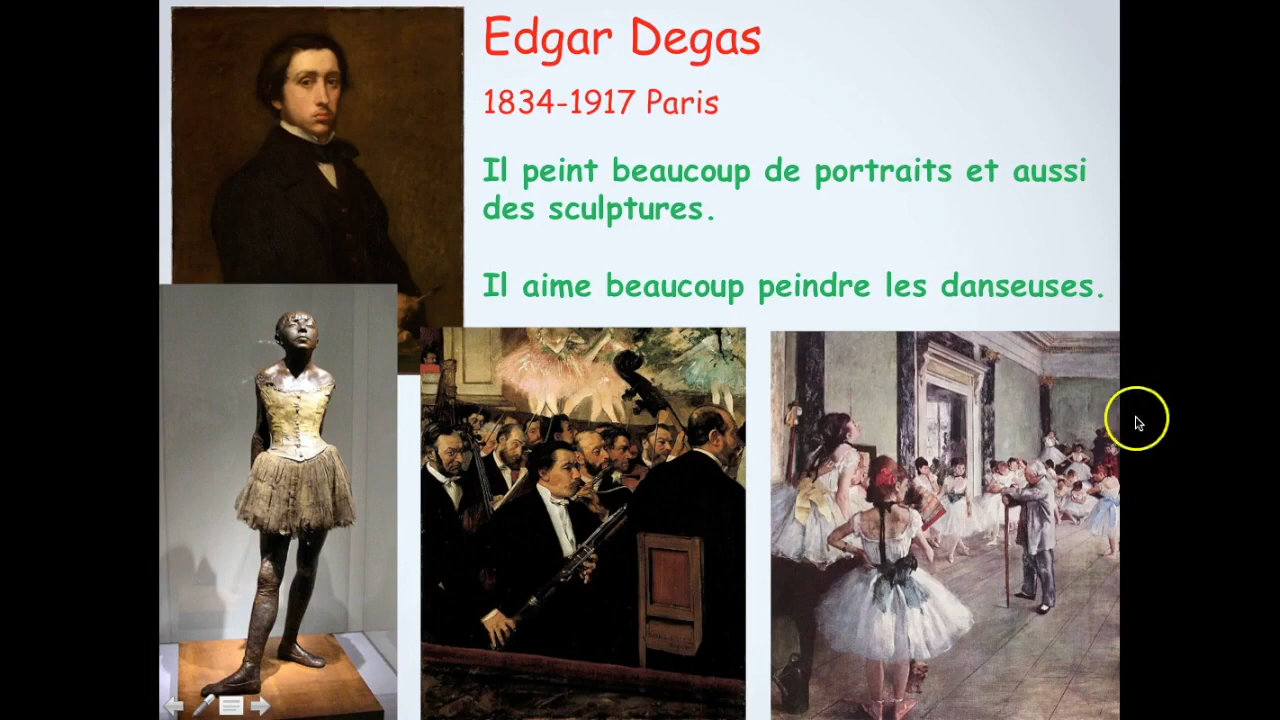 Edgar Degas
1834-1917 Paris
Il peint beaucoup de portraits et aussi
des sculptures.
Il aime beaucoup peindre les danseuses.